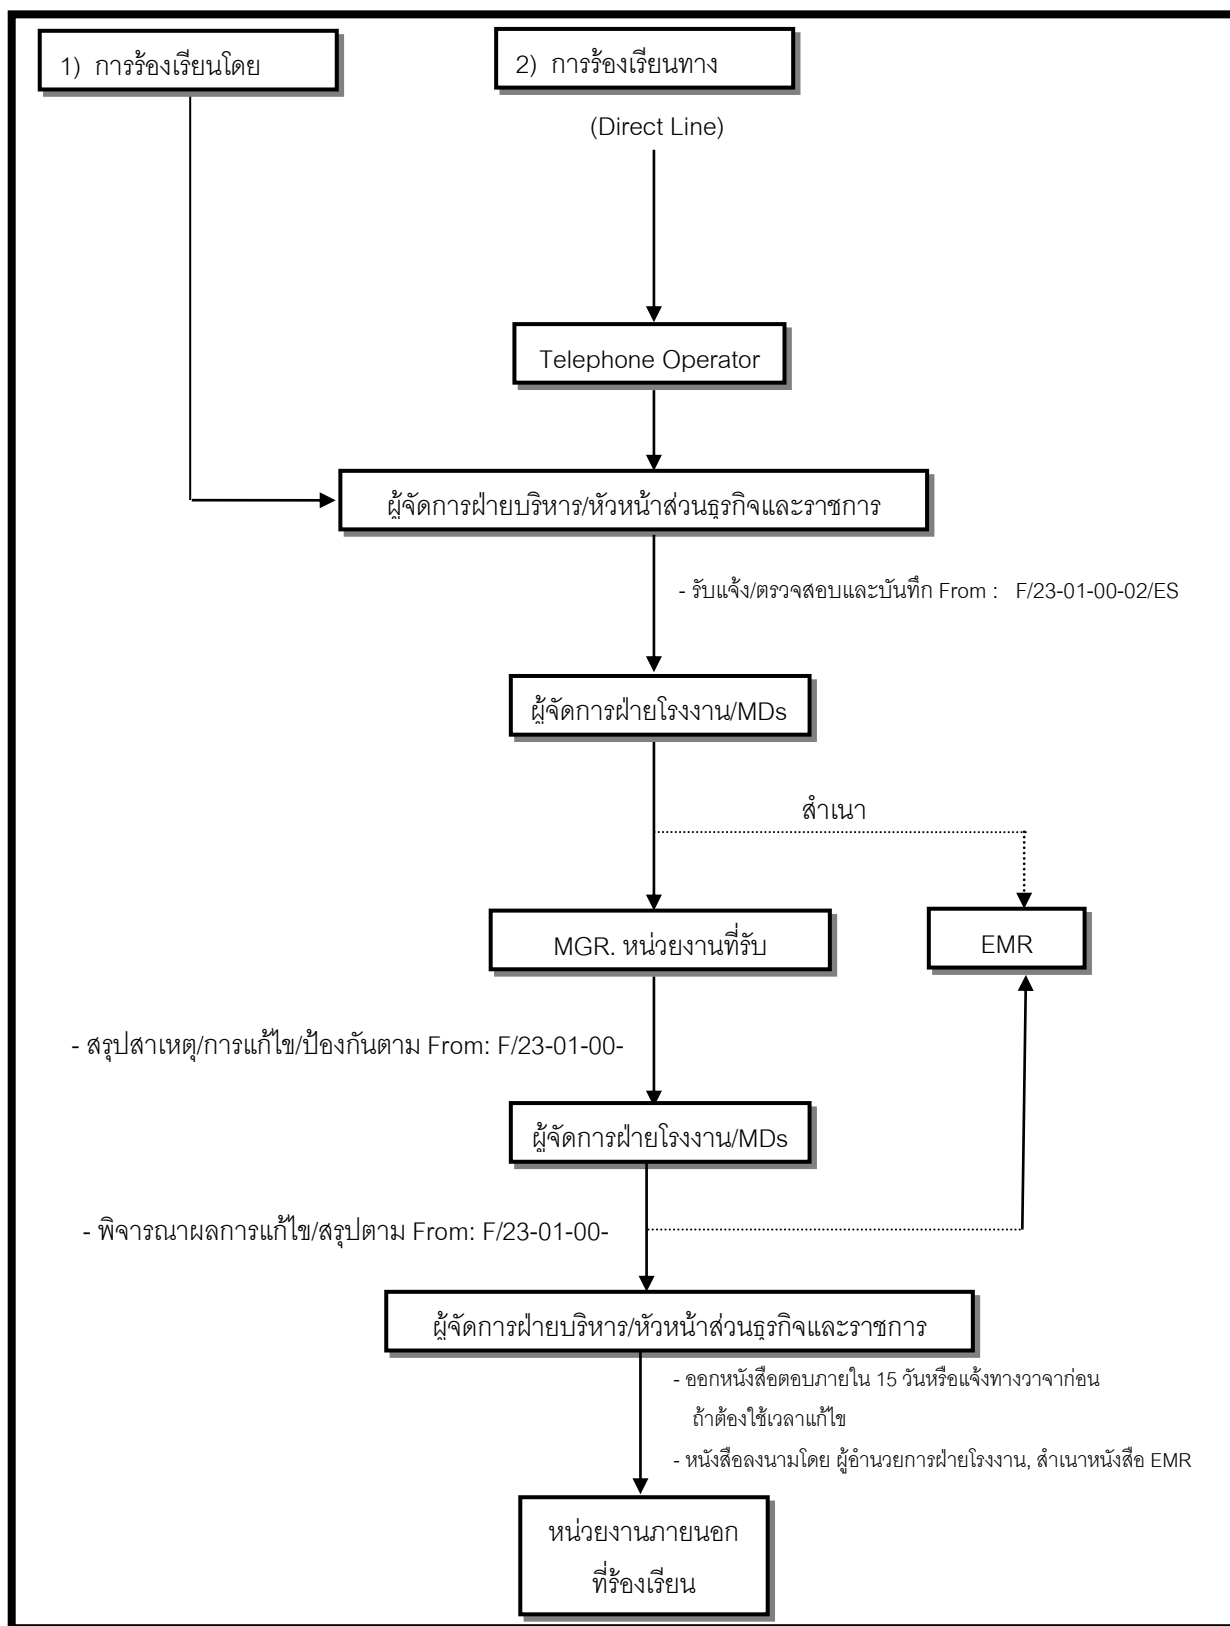 1) การร้องเรียนโดย
2) การร้องเรียนทาง
(Direct Line)
Telephone Operator
ผู้จัดการฝ่ายบริหาร/หัวหน้าส่วนธุรกิจและราชการ
- รับแจ้ง/ตรวจสอบและบันทึก From : F/23-01-00-02/ES
ผู้จัดการฝ่ายโรงงาน/MDs
สำเนา
MGR. หน่วยงานที่รับ
EMR
- สรุปสาเหตุ/การแก้ไข/ป้องกันตาม From: F/23-01-00-
ผู้จัดการฝ่ายโรงงาน/MDs
- พิจารณาผลการแก้ไข/สรุปตาม From: F/23-01-00-
ผู้จัดการฝ่ายบริหาร/หัวหน้าส่วนธุรกิจและราชการ
- ออกหนังสือตอบภายใน 15 วันหรือแจ้งทางวาจาก่อน
ถ้าต้องใช้เวลาแก้ไข
- หนังสือลงนามโดย ผู้อำนวยการฝ่ายโรงงาน, สำเนาหนังสือ EMR
หน่วยงานภายนอก
ที่ร้องเรียน